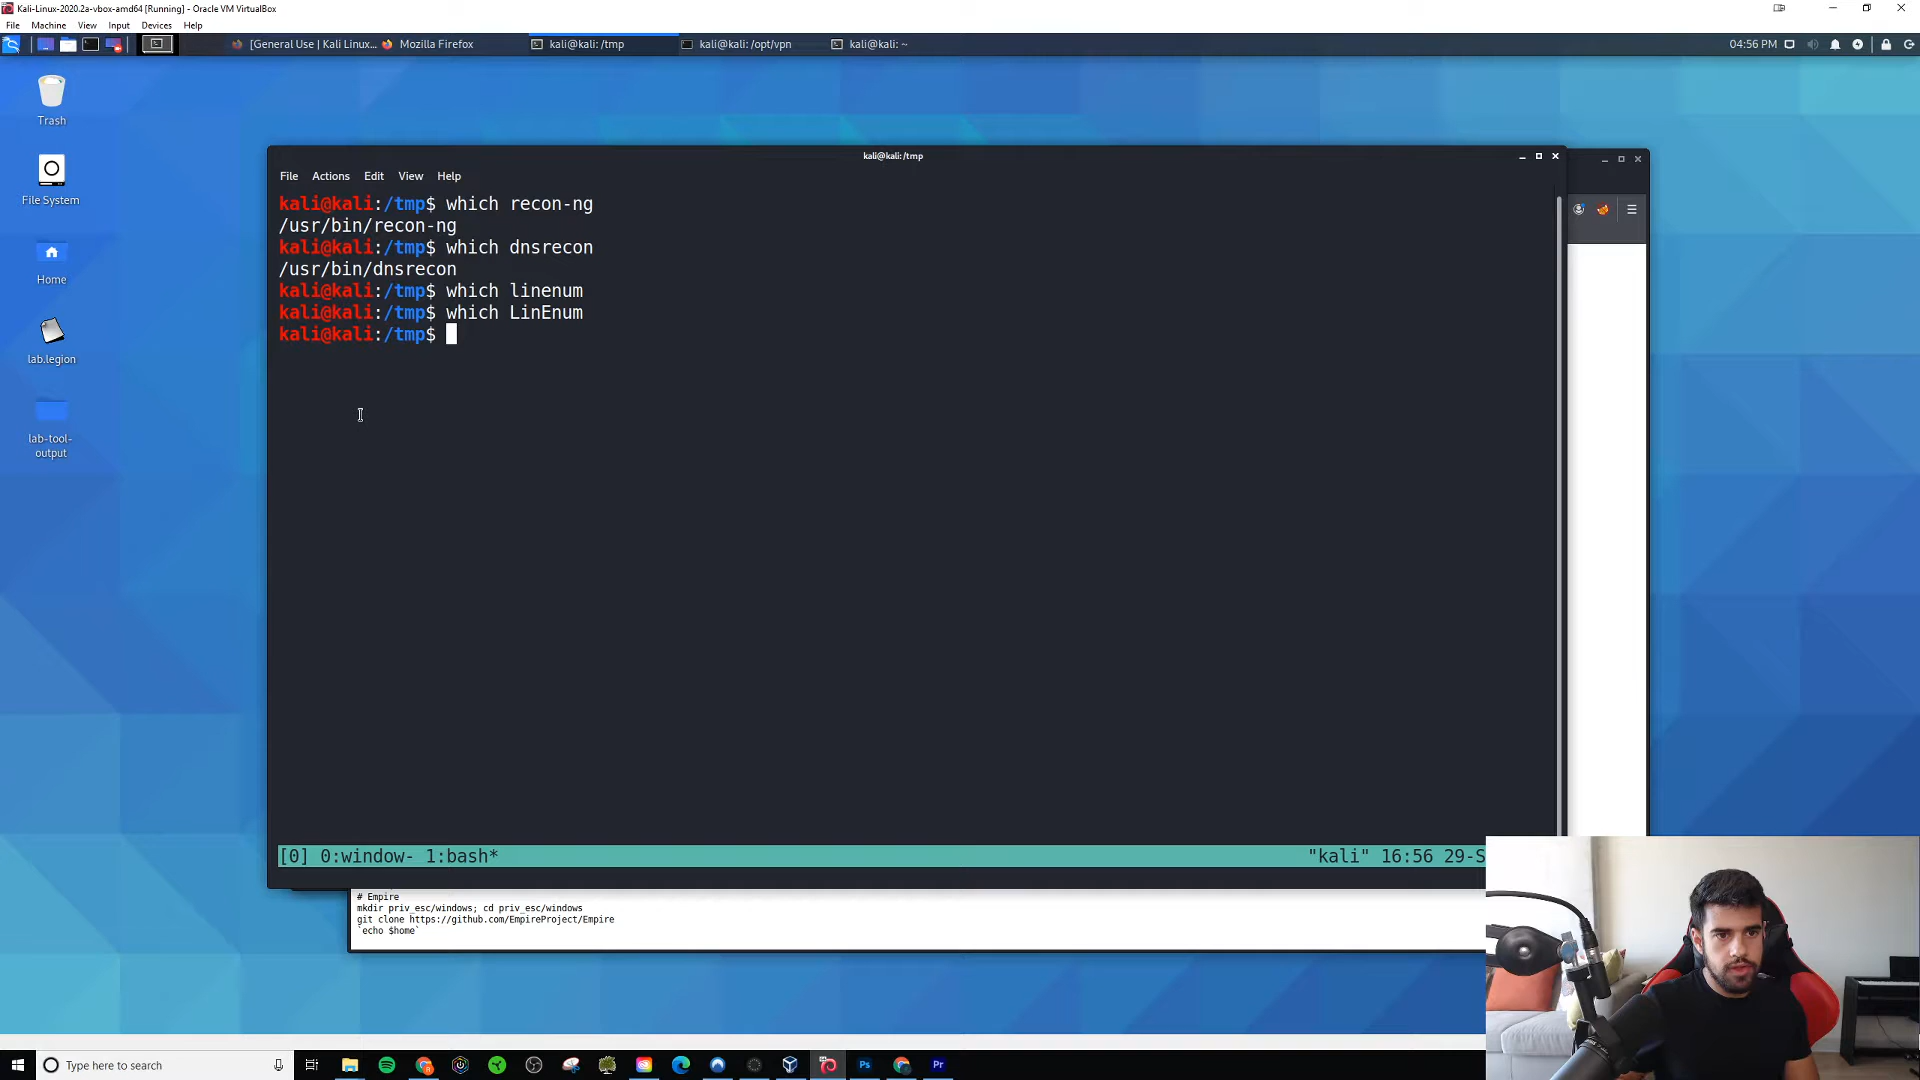 Kali-Linux-2020.2a-vbox-amd64 [Running] - Oracle VM VirtualBox
File Machine View Input Devices Help
[General Use | Kali Linux... Mozilla Firefox
kali@kali: /tmp
kali@kali: /opt/vpn
kali@kali: ~
04:56 PM
Trash
File System
Home
lab.legion
lab-tool-
output
kali@kali:/tmp
File Actions Edit View Help
kali@kali:/tmp$ which recon-ng
/usr/bin/recon-ng
kali@kali:/tmp$ which dnsrecon
/usr/bin/dnsrecon
kali@kali:/tmp$ which linenum
kali@kali:/tmp$ which LinEnum
kali@kali:/tmp$
[0] 0:window- 1:bash* "kali" 16:56 29-S
# Empire
mkdir priv_esc/windows; cd priv_esc/windows
git clone https://github.com/EmpireProject/Empire
`echo $home`
Type here to search
Ps
Pr